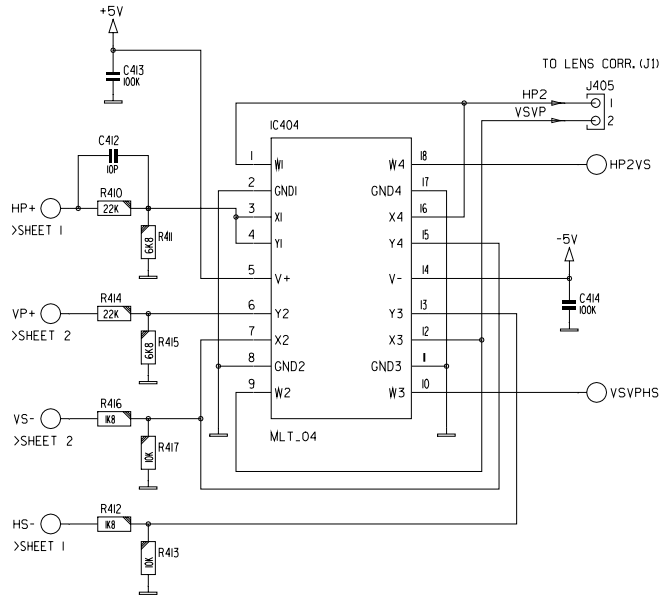 +5V
C413
100K
TO LENS CORR. (J1)
J405
HP2
1
VSVP
2
IC404
C412
10P
1 W1 W4 18
HP2VS
2 GND1 GND4 17
HP+
R410
22K
3 X1 X4 16
>SHEET 1
R411
6K8
4 Y1 Y4 15
-5V
5 V+ V- 14
C414
100K
R414
VP+
22K
6 Y2 Y3 13
>SHEET 2
R415
6K8
7 X2 X3 12
8 GND2 GND3 1
R416
VS-
1K8
9 W2 W3 10
VSVPHS
>SHEET 2
R417
10K
MLT_04
R412
HS-
1K8
>SHEET 1
R413
10K